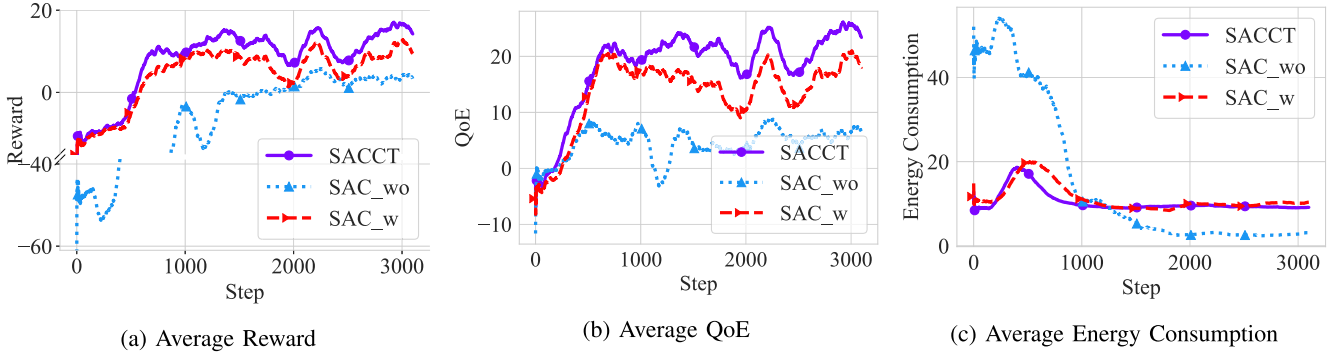 20
0
−40
−60
Reward
0
1000
2000
3000
Step
SACCT
SAC_wo
SAC_w
(a) Average Reward
20
10
0
−10
QoE
0
1000
2000
3000
Step
SACCT
SAC_wo
SAC_w
(b) Average QoE
40
20
0
Energy Consumption
0
1000
2000
3000
Step
SACCT
SAC_wo
SAC_w
(c) Average Energy Consumption